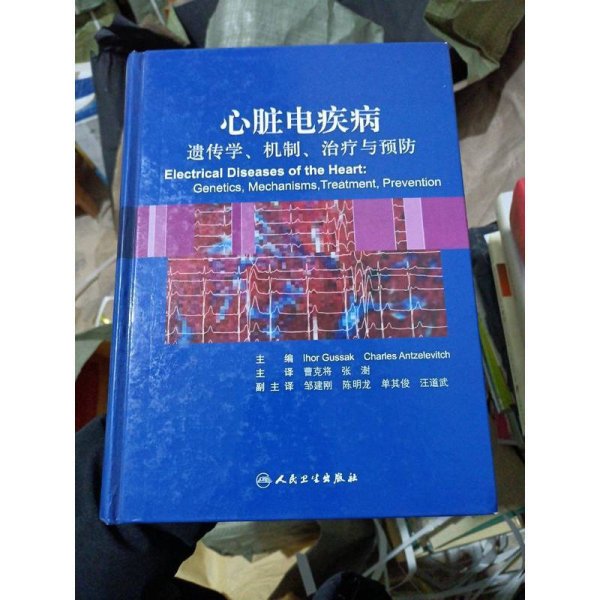 心脏电疾病
遗传学、机制、治疗与预防
Electrical Diseases of the Heart:
Genetics, Mechanisms,Treatment, Prevention
主 编 Ihor Gussak Charles Antzelevitch
主 译 曹克将 张 澍
副主译 邹建刚 陈明龙 单其俊 汪道武
人民卫生出版社